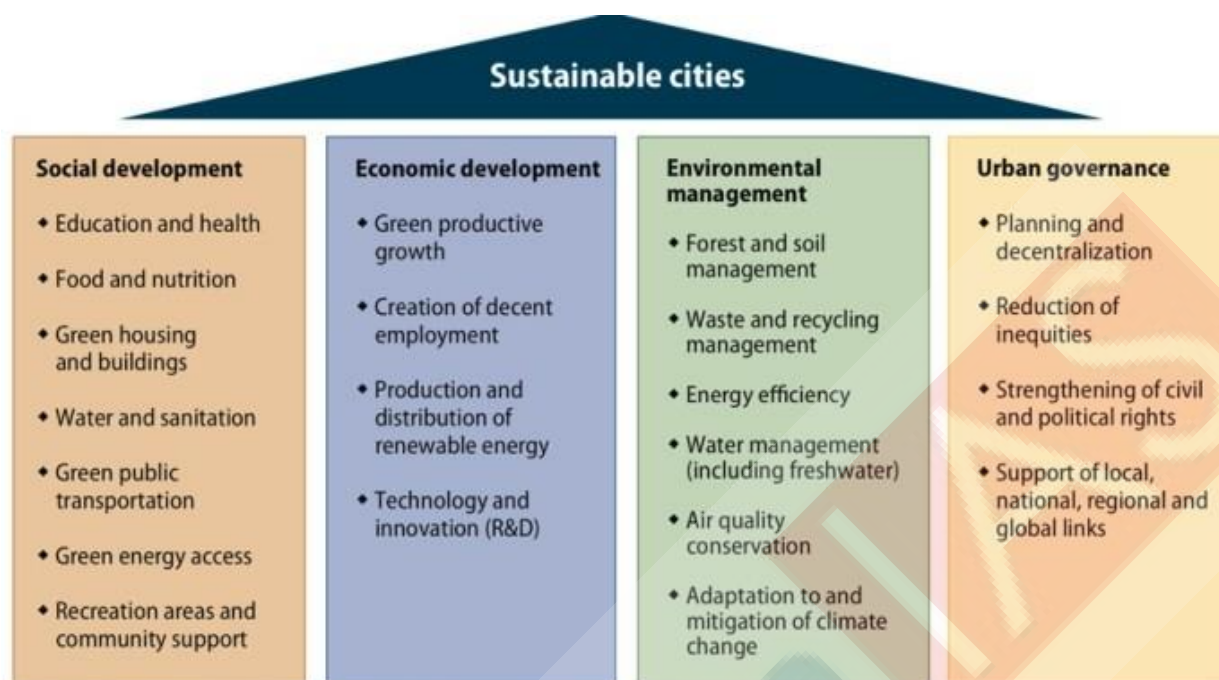 Sustainable cities
Social development
◆ Education and health
◆ Food and nutrition
◆ Green housing
and buildings
◆ Water and sanitation
◆ Green public
transportation
◆ Green energy access
◆ Recreation areas and
community support
Economic development
◆ Green productive
growth
◆ Creation of decent
employment
◆ Production and
distribution of
renewable energy
◆ Technology and
innovation (R&D)
Environmental
management
◆ Forest and soil
management
◆ Waste and recycling
management
◆ Energy efficiency
◆ Water management
(including freshwater)
◆ Air quality
conservation
◆ Adaptation to and
mitigation of climate
change
Urban governance
◆ Planning and
decentralization
◆ Reduction of
inequities
◆ Strengthening of civil
and political rights
◆ Support of local,
national, regional and
global links